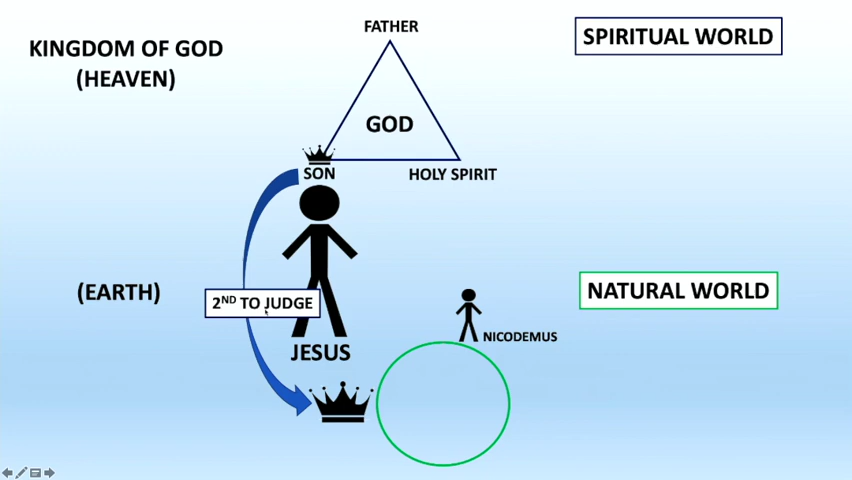 FATHER
KINGDOM OF GOD
(HEAVEN)
SPIRITUAL WORLD
GOD
SON
HOLY SPIRIT
(EARTH)
2ND TO JUDGE
NATURAL WORLD
NICODEMUS
JESUS